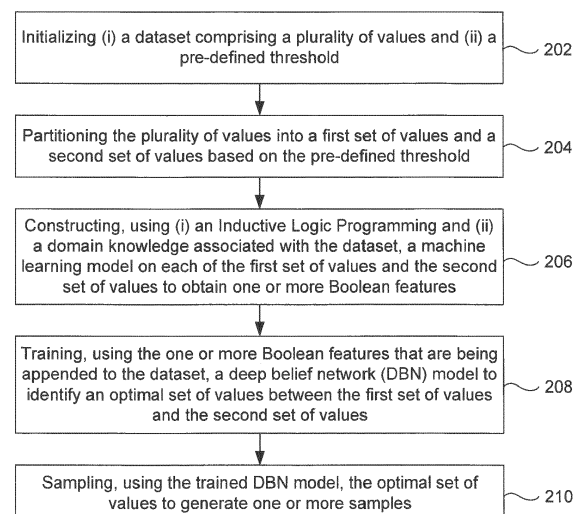 Initializing (i) a dataset comprising a plurality of values and (ii) a
pre-defined threshold
202
Partitioning the plurality of values into a first set of values and a
second set of values based on the pre-defined threshold
204
Constructing, using (i) an Inductive Logic Programming and (ii)
a domain knowledge associated with the dataset, a machine
learning model on each of the first set of values and the second
set of values to obtain one or more Boolean features
206
Training, using the one or more Boolean features that are being
appended to the dataset, a deep belief network (DBN) model to
identify an optimal set of values between the first set of values
and the second set of values
208
Sampling, using the trained DBN model, the optimal set of
values to generate one or more samples
210